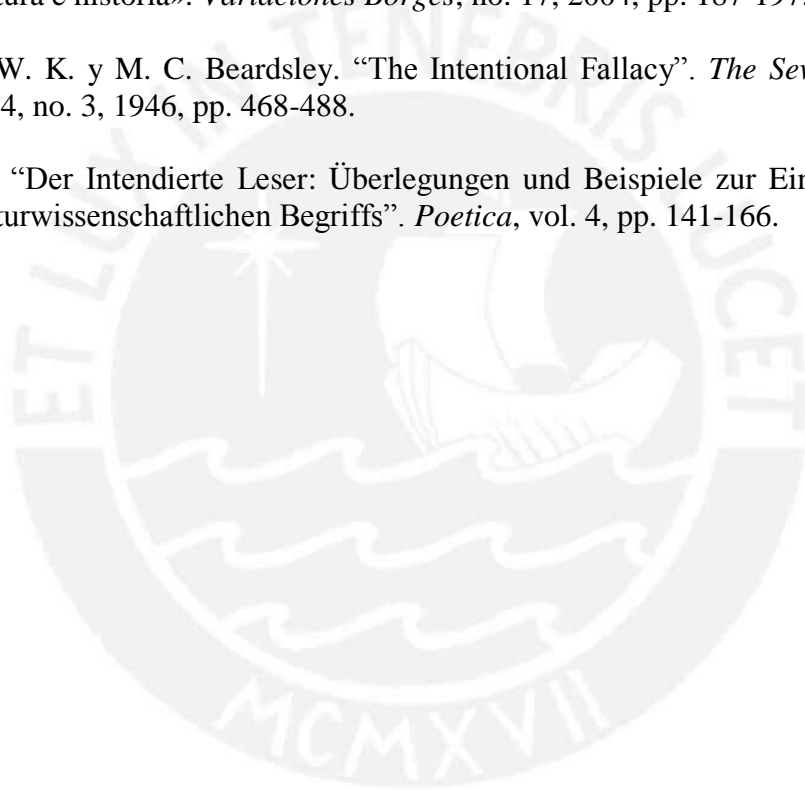 ura e historia». Variaciones Borges, no. 17, 2004, pp. 187-197.
W. K. y M. C. Beardsley. “The Intentional Fallacy”. The Sev
4, no. 3, 1946, pp. 468-488.
“Der Intendierte Leser: Überlegungen und Beispiele zur Ein
turwissenschaftlichen Begriffs”. Poetica, vol. 4, pp. 141-166.
ET LUX IN TENEBRIS LUCET
MCMXVII